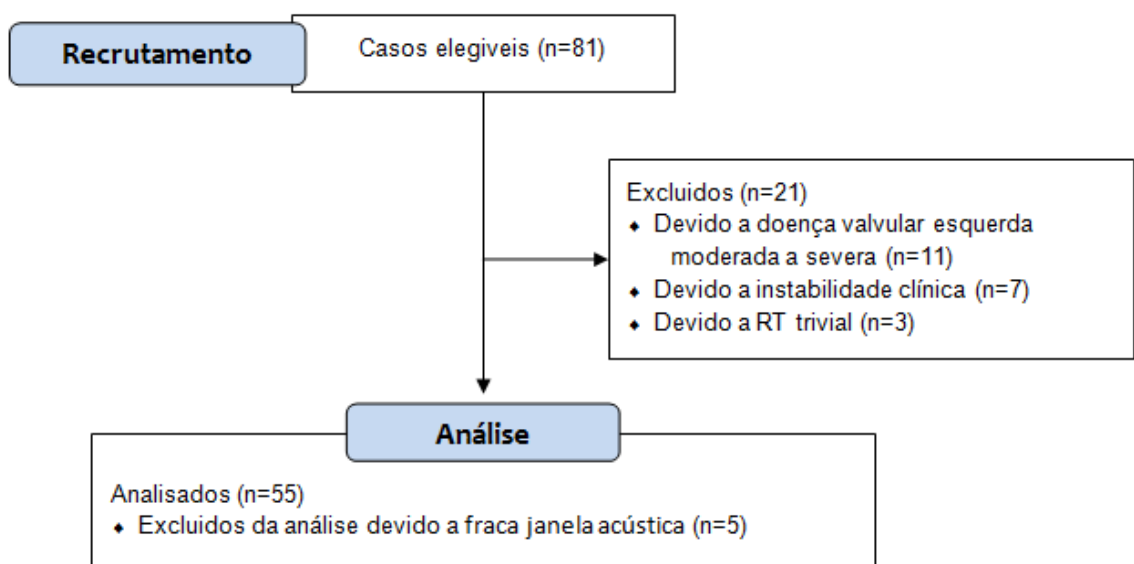 Recrutamento
Casos elegiveis (n=81)
Excluidos (n=21)
⬥ Devido a doença valvular esquerda
moderada a severa (n=11)
⬥ Devido a instabilidade clínica (n=7)
⬥ Devido a RT trivial (n=3)
Análise
Analisados (n=55)
⬥ Excluidos da análise devido a fraca janela acústica (n=5)